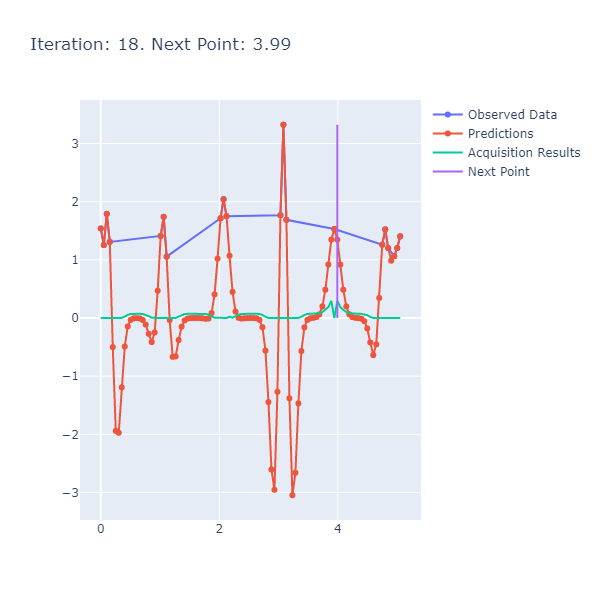 Iteration: 18. Next Point: 3.99
Observed Data
Predictions
Acquisition Results
Next Point
3
2
1
0
−1
−2
−3
0
2
4